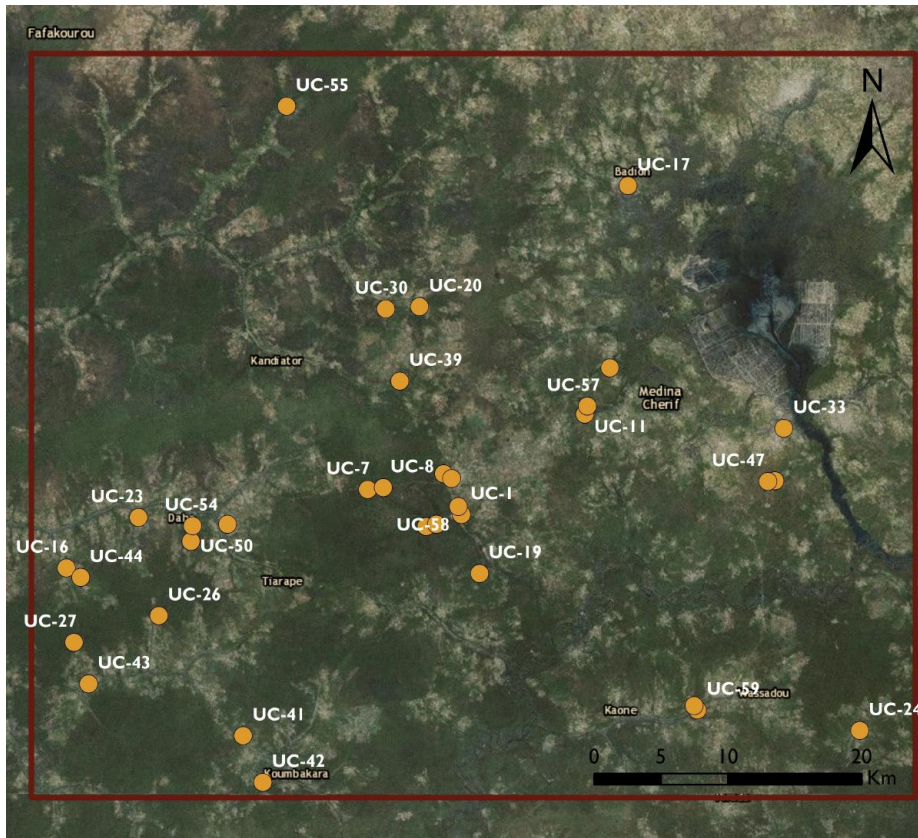 Fafakourou
N
UC-55
Badion
UC-17
UC-30
UC-20
Kandiator
UC-39
Medina
Cherif
UC-57
UC-11
UC-33
UC-7
UC-8
UC-47
UC-1
UC-23
UC-54
UC-58
UC-50
UC-16
UC-44
UC-19
Tiarape
UC-26
UC-27
UC-43
UC-59
Wassadou
Kaone
UC-24
UC-41
UC-42
Koumbakara
0 10 20
Km